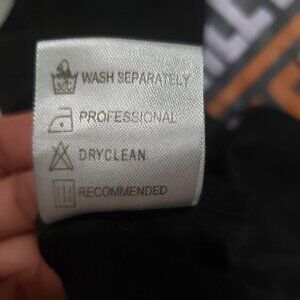 WASH SEPARATELY
PROFESSIONAL
DRYCLEAN
RECOMMENDED